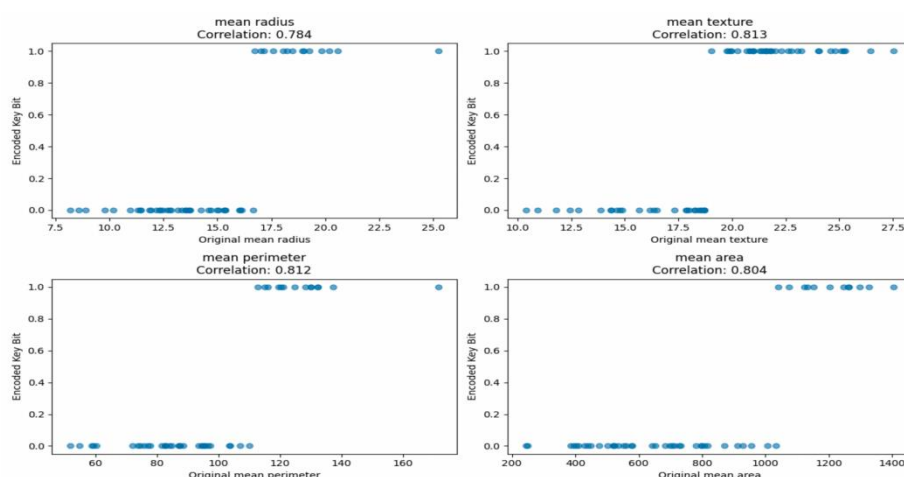 mean radius
Correlation: 0.784
1.0
0.8
0.6
0.4
0.2
0.0
Encoded Key Bit
7.5 10.0 12.5 15.0 17.5 20.0 22.5 25.0
Original mean radius
mean texture
Correlation: 0.813
1.0
0.8
0.6
0.4
0.2
0.0
Encoded Key Bit
10.0 12.5 15.0 17.5 20.0 22.5 25.0 27.5
Original mean texture
mean perimeter
Correlation: 0.812
1.0
0.8
0.6
0.4
0.2
0.0
Encoded Key Bit
60 80 100 120 140 160
Original mean perimeter
mean area
Correlation: 0.804
1.0
0.8
0.6
0.4
0.2
0.0
Encoded Key Bit
200 400 600 800 1000 1200 1400
Original mean area